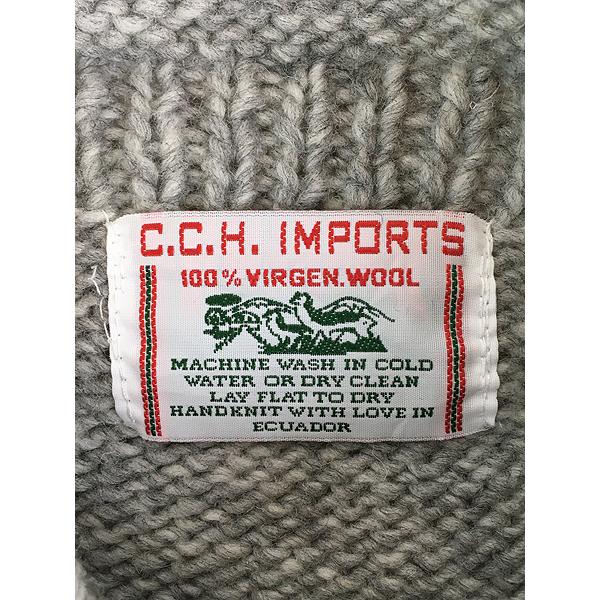 C.C.H. IMPORTS
100% VIRGEN.WOOL
MACHINE WASH IN COLD
WATER OR DRY CLEAN
LAY FLAT TO DRY
HANDKNIT WITH LOVE IN
ECUADOR